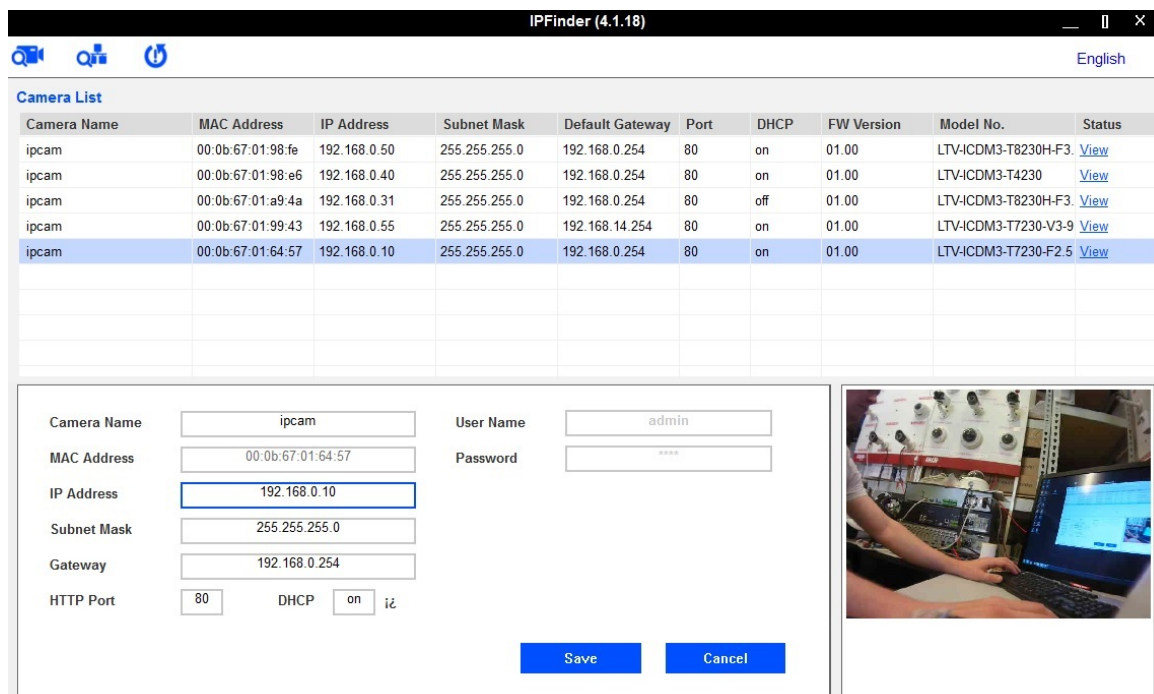 IPFinder (4.1.18)
English
Camera List
Camera Name MAC Address IP Address Subnet Mask Default Gateway Port DHCP FW Version Model No. Status
ipcam 00:0b:67:01:98:fe 192.168.0.50 255.255.255.0 192.168.0.254 80 on 01.00 LTV-ICDM3-T8230H-F3. View
ipcam 00:0b:67:01:98:e6 192.168.0.40 255.255.255.0 192.168.0.254 80 on 01.00 LTV-ICDM3-T4230 View
ipcam 00:0b:67:01:a9:4a 192.168.0.31 255.255.255.0 192.168.0.254 80 off 01.00 LTV-ICDM3-T8230H-F3. View
ipcam 00:0b:67:01:99:43 192.168.0.55 255.255.255.0 192.168.14.254 80 on 01.00 LTV-ICDM3-T7230-V3-9 View
ipcam 00:0b:67:01:64:57 192.168.0.10 255.255.255.0 192.168.0.254 80 on 01.00 LTV-ICDM3-T7230-F2.5 View
Camera Name ipcam User Name admin
MAC Address 00:0b:67:01:64:57 Password ****
IP Address 192.168.0.10
Subnet Mask 255.255.255.0
Gateway 192.168.0.254
HTTP Port 80 DHCP on ï¿
Save Cancel